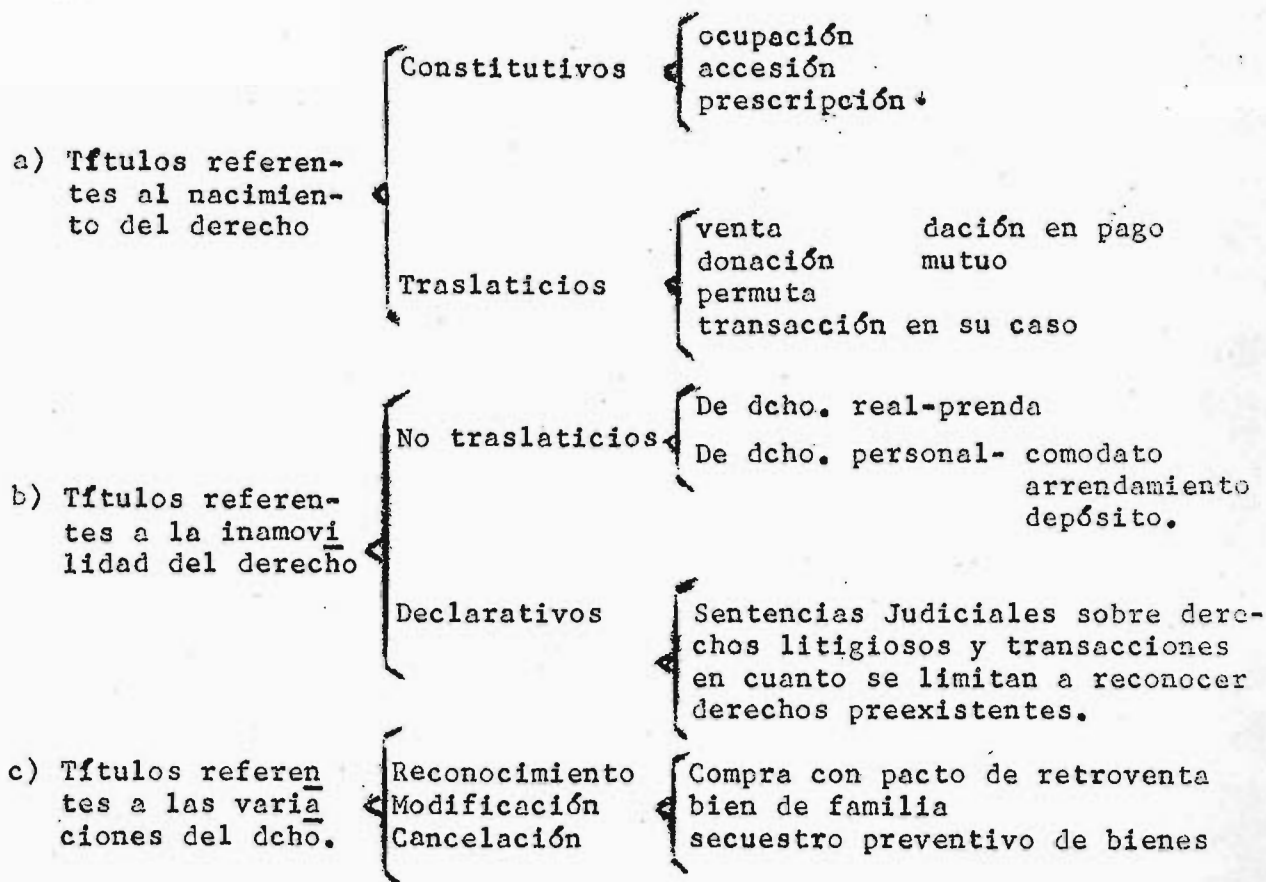 Constitutivos
ocupación
accesión
prescripción
a) Títulos referen-
tes al nacimien-
to del derecho
Traslaticios
venta dación en pago
donación mutuo
permuta
transacción en su caso
b) Títulos referen-
tes a la inamovi
lidad del derecho
No traslaticios
De dcho. real-prenda
De dcho. personal- comodato
arrendamiento
depósito.
Declarativos
Sentencias Judiciales sobre dere-
chos litigiosos y transacciones
en cuanto se limitan a reconocer
derechos preexistentes.
c) Títulos referen
tes a las varia
ciones del dcho.
Reconocimiento
Modificación
Cancelación
Compra con pacto de retroventa
bien de familia
secuestro preventivo de bienes